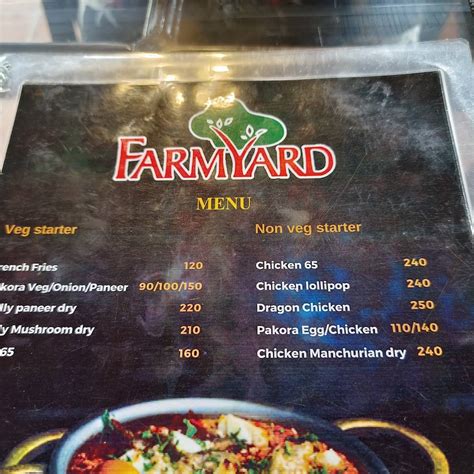 FARMYARD
MENU
Veg starter
rench Fries 120
kora Veg/Onion/Paneer 90/100/150
lly paneer dry 220
y Mushroom dry 210
65 160
Non veg starter
Chicken 65 240
Chicken lollipop 240
Dragon Chicken 250
Pakora Egg/Chicken 110/140
Chicken Manchurian dry 240